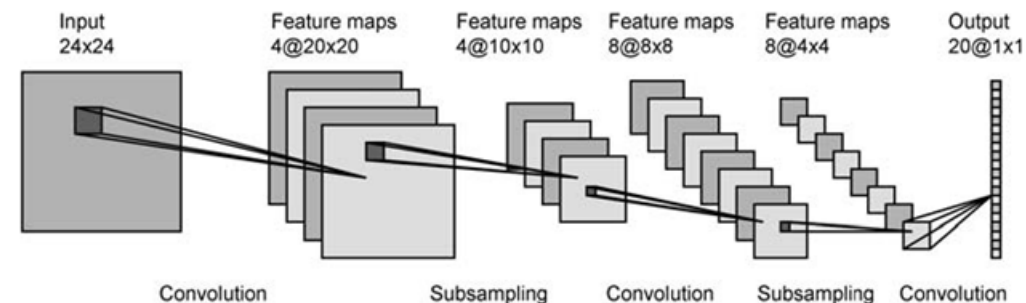 Input
24x24
Feature maps
4@20x20
Feature maps
4@10x10
Feature maps
8@8x8
Feature maps
8@4x4
Output
20@1x1
Convolution
Subsampling
Convolution
Subsampling
Convolution